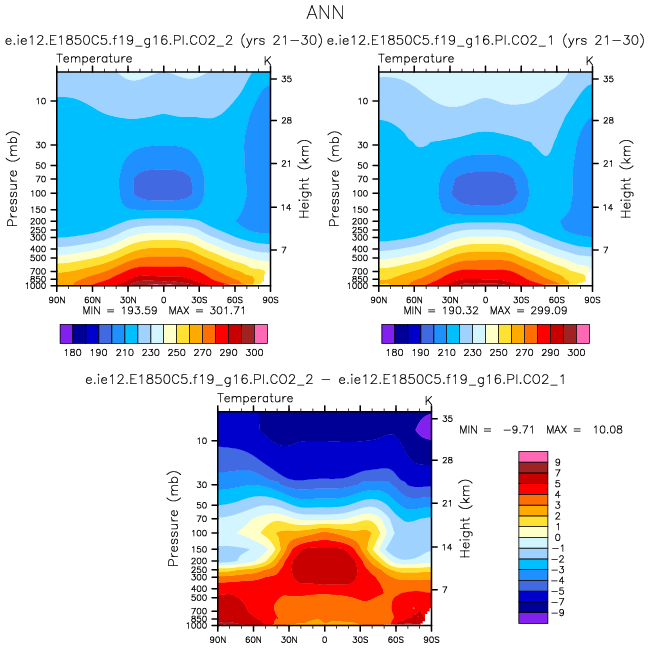 ANN
e.ie12.E1850C5.f19_g16.PI.CO2_2 (yrs 21-30) e.ie12.E1850C5.f19_g16.PI.CO2_1 (yrs 21-30)
Temperature K Temperature K
Pressure (mb) Height (km) Pressure (mb) Height (km)
10 35 10 35
30 28 30 28
50 21 50 21
70 14 70 14
100 7 100 7
150 150
200 200
250 250
300 300
400 400
500 500
700 700
850 850
1000 1000
90N 60N 30N 0 30S 60S 90S 90N 60N 30N 0 30S 60S 90S
MIN = 193.59 MAX = 301.71 MIN = 190.32 MAX = 299.09
180 190 210 230 250 270 290 300 180 190 210 230 250 270 290 300
e.ie12.E1850C5.f19_g16.PI.CO2_2 - e.ie12.E1850C5.f19_g16.PI.CO2_1
Temperature K
MIN = -9.71 MAX = 10.08
Pressure (mb) Height (km)
10 35
30 28
50 21
70 14
100 7
150
200
250
300
400
500
700
850
1000
90N 60N 30N 0 30S 60S 90S
9
7
5
4
3
2
1
0
-1
-2
-3
-4
-5
-7
-9